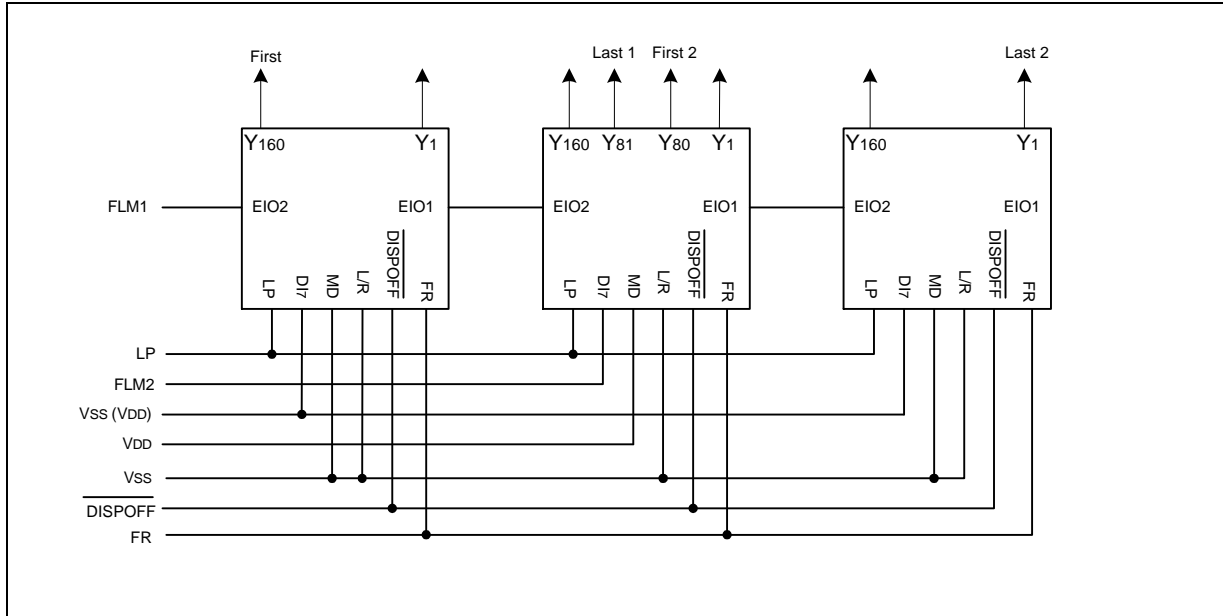 First
Last 1
First 2
Last 2
Y160
Y1
Y160
Y81
Y80
Y1
Y160
Y1
FLM1
EIO2
EIO1
EIO2
EIO1
EIO2
EIO1
LP
DI7
MD
L/R
DISPOFF
FR
LP
DI7
MD
L/R
DISPOFF
FR
LP
DI7
MD
L/R
DISPOFF
FR
LP
FLM2
VSS (VDD)
VDD
VSS
DISPOFF
FR